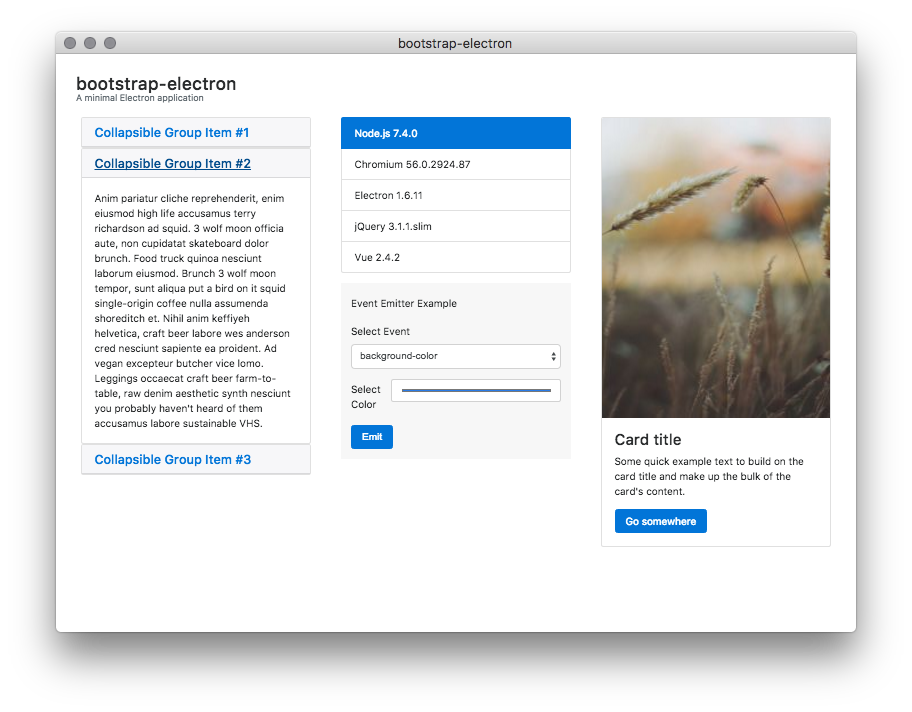 bootstrap-electron
bootstrap-electron
A minimal Electron application
Collapsible Group Item #1
Collapsible Group Item #2
Anim pariatur cliche reprehenderit, enim
eiusmod high life accusamus terry
richardson ad squid. 3 wolf moon officia
aute, non cupidatat skateboard dolor
brunch. Food truck quinoa nesciunt
laborum eiusmod. Brunch 3 wolf moon
tempor, sunt aliqua put a bird on it squid
single-origin coffee nulla assumenda
shoreditch et. Nihil anim keffiyeh
helvetica, craft beer labore wes anderson
cred nesciunt sapiente ea proident. Ad
vegan excepteur butcher vice lomo.
Leggings occaecat craft beer farm-to-
table, raw denim aesthetic synth nesciunt
you probably haven't heard of them
accusamus labore sustainable VHS.
Collapsible Group Item #3
Node.js 7.4.0
Chromium 56.0.2924.87
Electron 1.6.11
jQuery 3.1.1.slim
Vue 2.4.2
Event Emitter Example
Select Event
background-color
Select
Color
Emit
Card title
Some quick example text to build on the
card title and make up the bulk of the
card's content.
Go somewhere